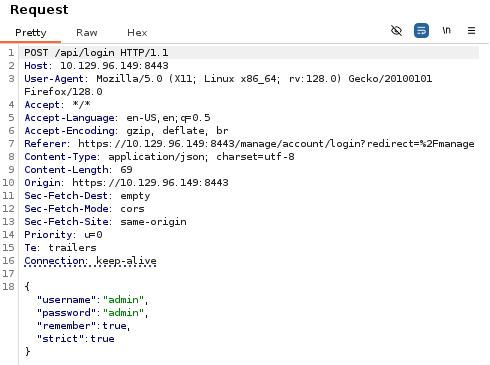 Request
Pretty Raw Hex \n
1 POST /api/login HTTP/1.1
2 Host: 10.129.96.149:8443
3 User-Agent: Mozilla/5.0 (X11; Linux x86_64; rv:128.0) Gecko/20100101
Firefox/128.0
4 Accept: */*
5 Accept-Language: en-US,en;q=0.5
6 Accept-Encoding: gzip, deflate, br
7 Referer: https://10.129.96.149:8443/manage/account/login?redirect=%2Fmanage
8 Content-Type: application/json; charset=utf-8
9 Content-Length: 69
10 Origin: https://10.129.96.149:8443
11 Sec-Fetch-Dest: empty
12 Sec-Fetch-Mode: cors
13 Sec-Fetch-Site: same-origin
14 Priority: u=0
15 Te: trailers
16 Connection: keep-alive
17
18 {
"username":"admin",
"password":"admin",
"remember":true,
"strict":true
}